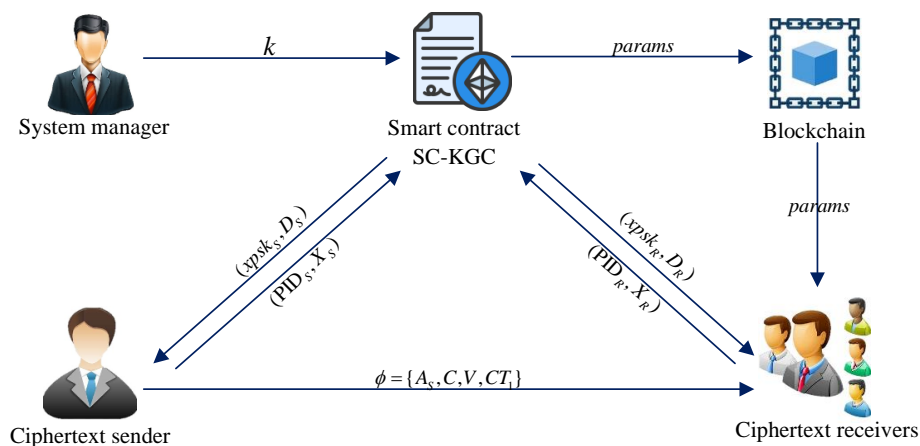 k
params
System manager
Smart contract
SC-KGC
Blockchain
params
(xpsk_S, D_S)
(PID_S, X_S)
(xpsk_R, D_R)
(PID_R, X_R)
ϕ = {A_S, C, V, CT_1}
Ciphertext sender
Ciphertext receivers